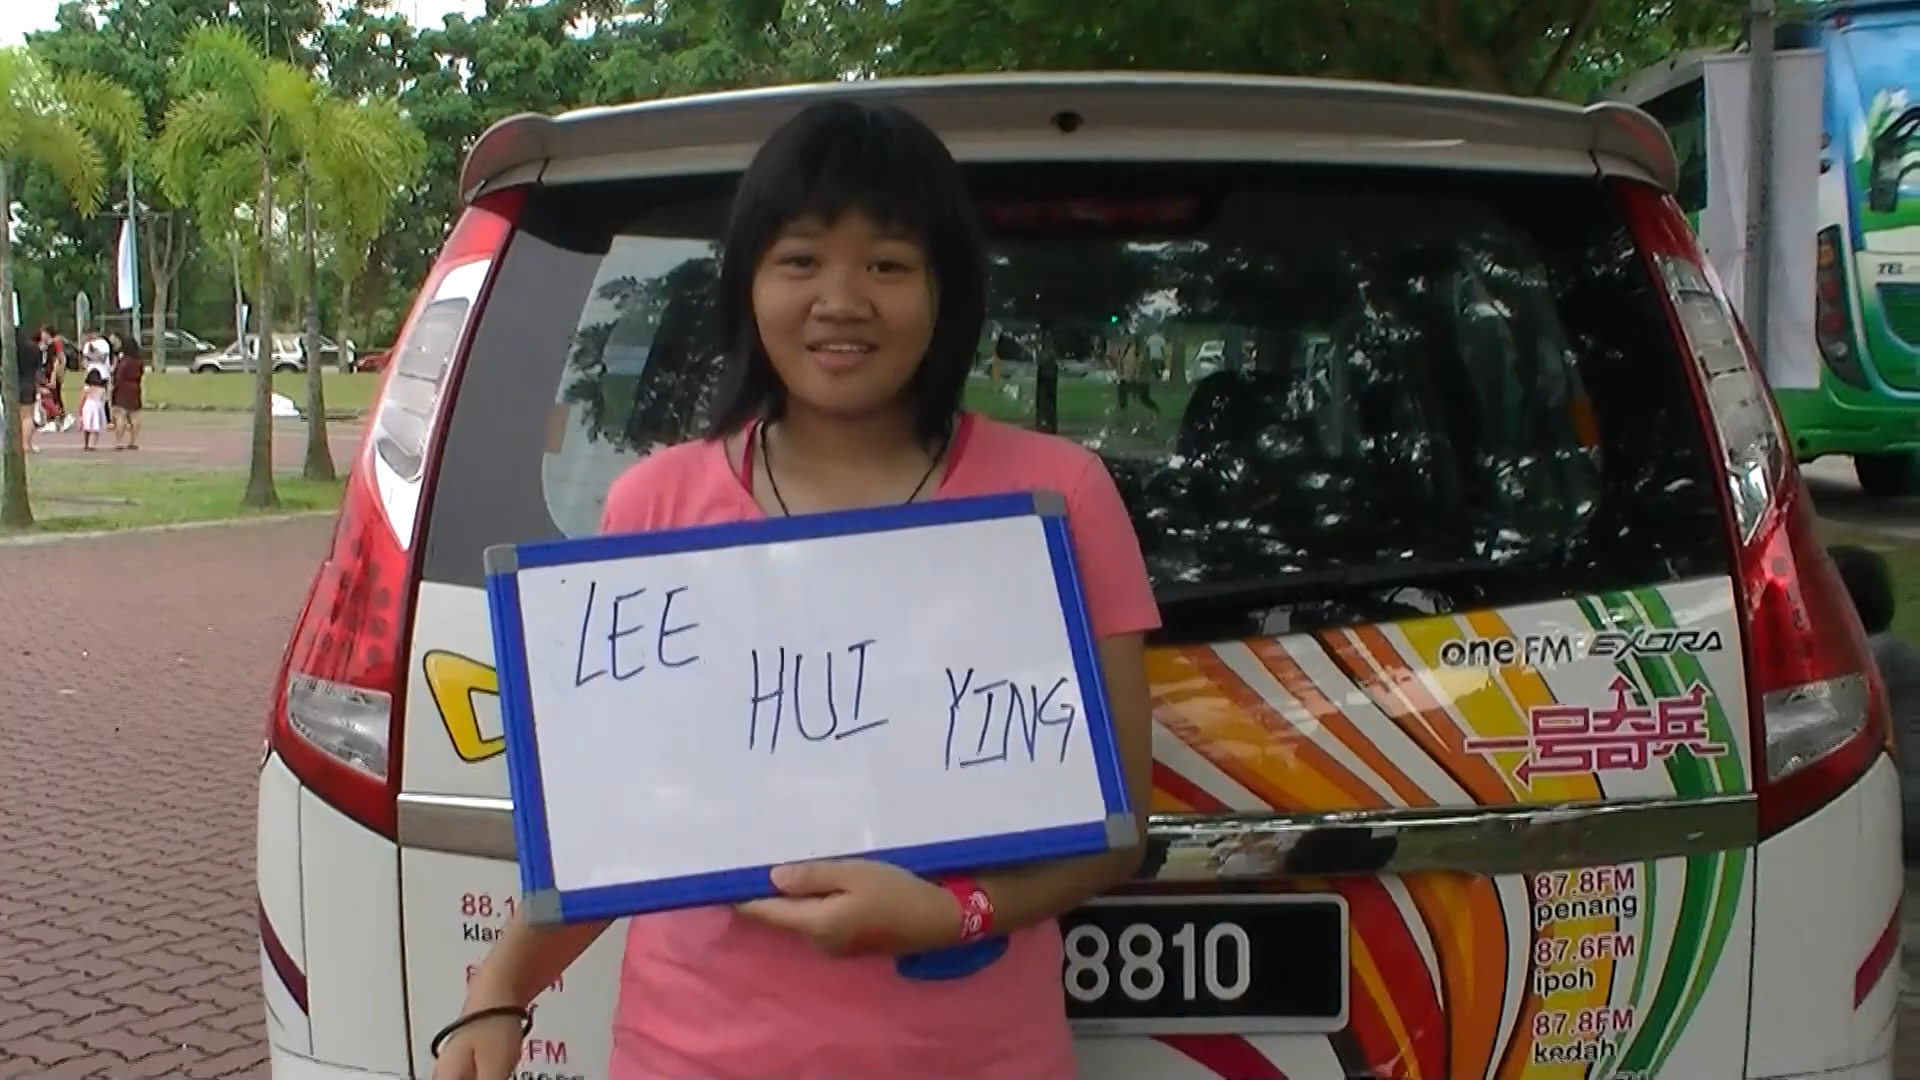 LEE HUI YING
one FM EXORA
一号奇兵
8810
87.8FM
penang
87.6FM
ipoh
87.8FM
kedah
TEL